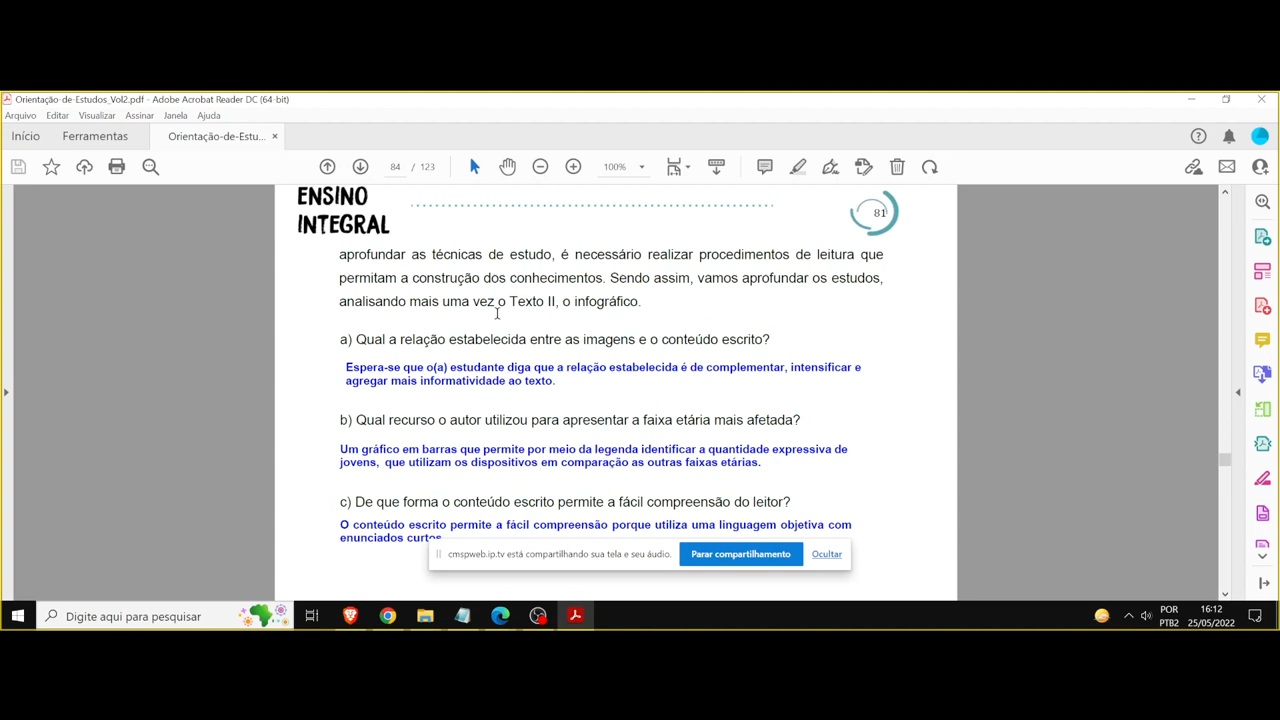 Orientação-de-Estudos_Vol2.pdf - Adobe Acrobat Reader DC (64-bit)
Arquivo Editar Visualizar Assinar Janela Ajuda
Início Ferramentas Orientação-de-Estu... ×
84 / 123 100%
ENSINO
INTEGRAL
81
aprofundar as técnicas de estudo, é necessário realizar procedimentos de leitura que
permitam a construção dos conhecimentos. Sendo assim, vamos aprofundar os estudos,
analisando mais uma vez o Texto II, o infográfico.
a) Qual a relação estabelecida entre as imagens e o conteúdo escrito?
Espera-se que o(a) estudante diga que a relação estabelecida é de complementar, intensificar e
agregar mais informatividade ao texto.
b) Qual recurso o autor utilizou para apresentar a faixa etária mais afetada?
Um gráfico em barras que permite por meio da legenda identificar a quantidade expressiva de
jovens, que utilizam os dispositivos em comparação as outras faixas etárias.
c) De que forma o conteúdo escrito permite a fácil compreensão do leitor?
O conteúdo escrito permite a fácil compreensão porque utiliza uma linguagem objetiva com
enunciados curtos
cmspweb.ip.tv está compartilhando sua tela e seu áudio. Parar compartilhamento Ocultar
Digite aqui para pesquisar
POR
PTB2
16:12
25/05/2022